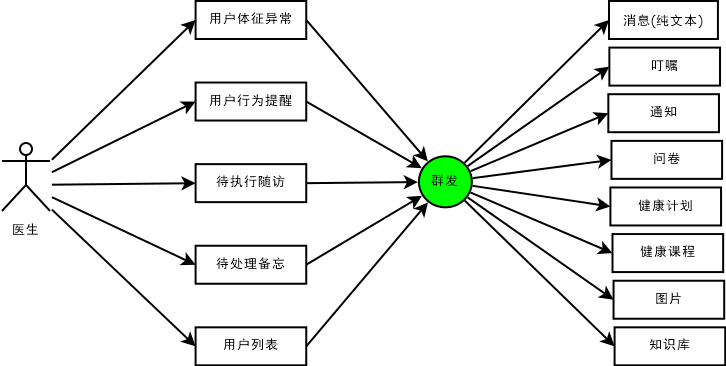 医生
用户体征异常
用户行为提醒
待执行随访
待处理备忘
用户列表
群发
消息(纯文本)
叮嘱
通知
问卷
健康计划
健康课程
图片
知识库